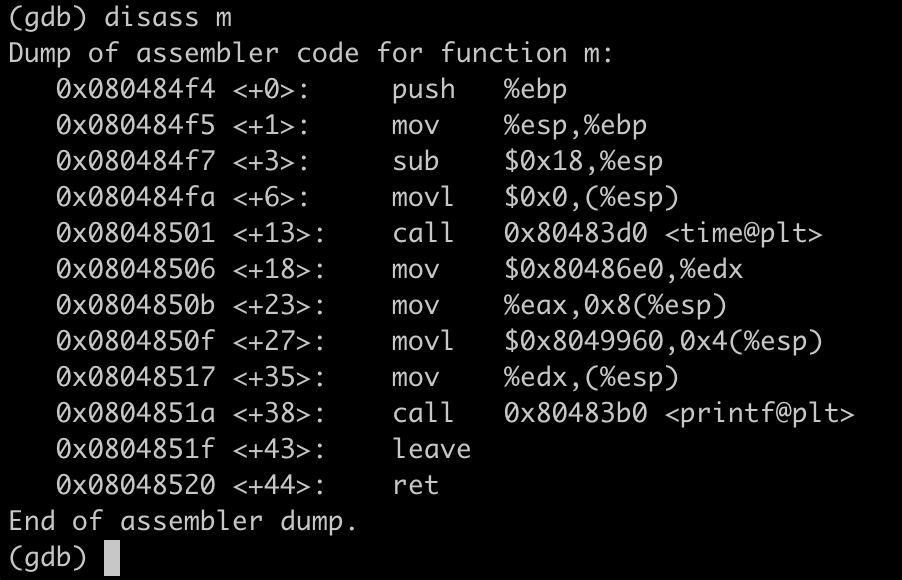 (gdb) disass m
Dump of assembler code for function m:
   0x080484f4 <+0>:	push   %ebp
   0x080484f5 <+1>:	mov    %esp,%ebp
   0x080484f7 <+3>:	sub    $0x18,%esp
   0x080484fa <+6>:	movl   $0x0,(%esp)
   0x08048501 <+13>:	call   0x80483d0 <time@plt>
   0x08048506 <+18>:	mov    $0x80486e0,%edx
   0x0804850b <+23>:	mov    %eax,0x8(%esp)
   0x0804850f <+27>:	movl   $0x8049960,0x4(%esp)
   0x08048517 <+35>:	mov    %edx,(%esp)
   0x0804851a <+38>:	call   0x80483b0 <printf@plt>
   0x0804851f <+43>:	leave
   0x08048520 <+44>:	ret
End of assembler dump.
(gdb)